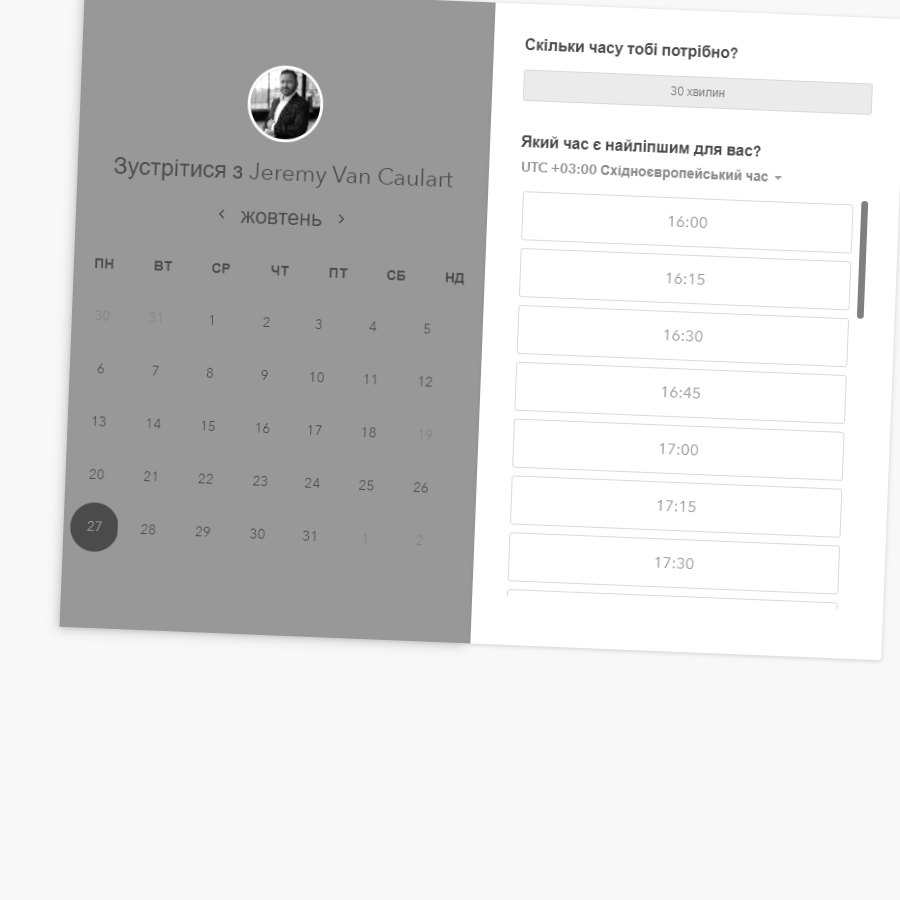 Зустрітися з Jeremy Van Caulart
жовтень
ПН ВТ СР ЧТ ПТ СБ НД
30 31 1 2 3 4 5
6 7 8 9 10 11 12
13 14 15 16 17 18 19
20 21 22 23 24 25 26
27 28 29 30 31 1 2
Скільки часу тобі потрібно?
30 хвилин
Який час є найліпшим для вас?
UTC +03:00 Східноєвропейський час
16:00
16:15
16:30
16:45
17:00
17:15
17:30